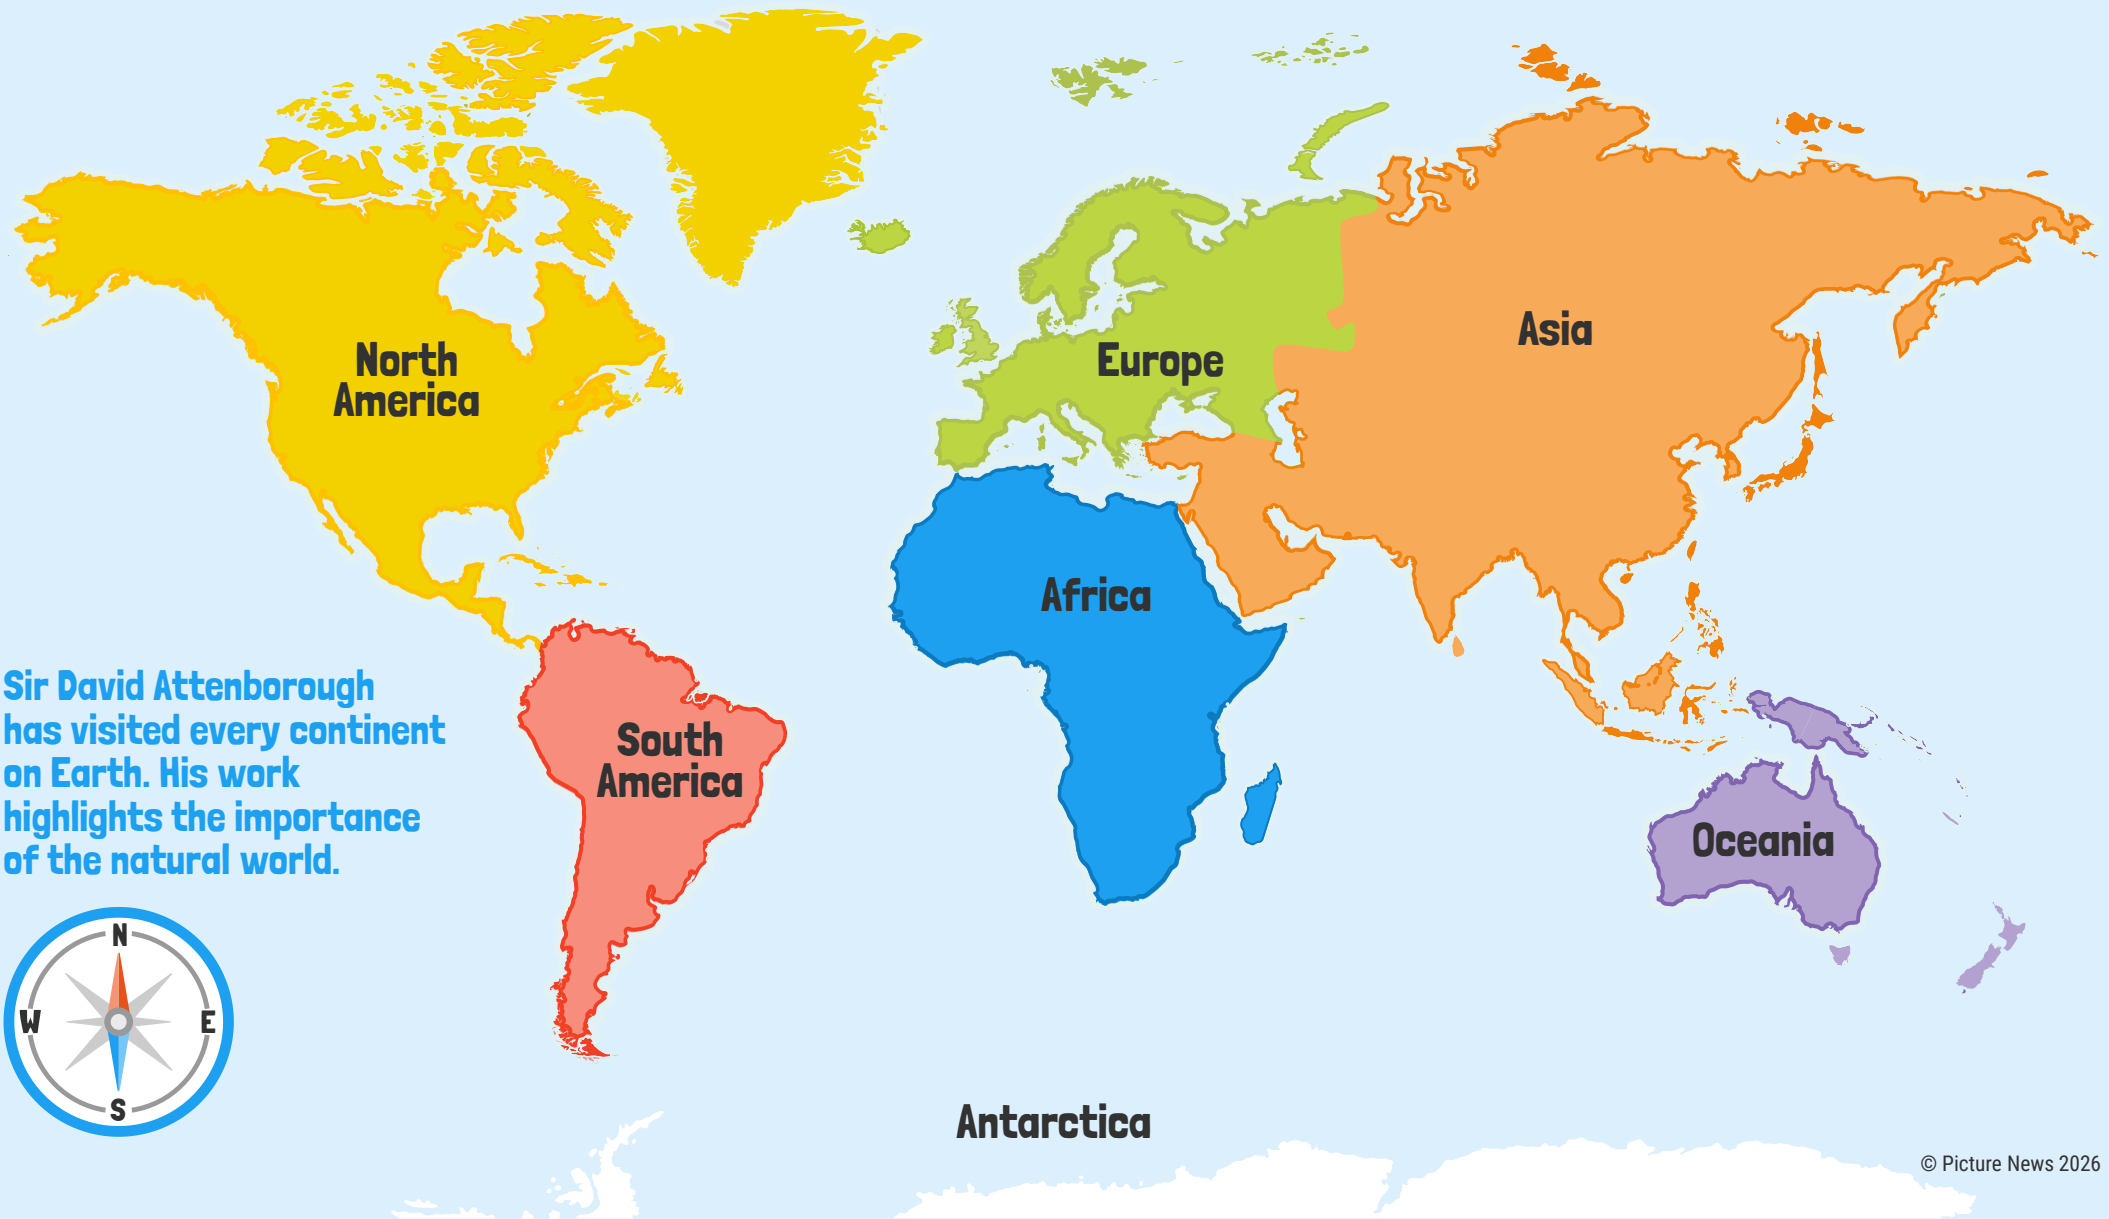 North
America
Europe
Asia
Africa
South
America
Oceania
Antarctica
Sir David Attenborough
has visited every continent
on Earth. His work
highlights the importance
of the natural world.
N
W
E
S
© Picture News 2026